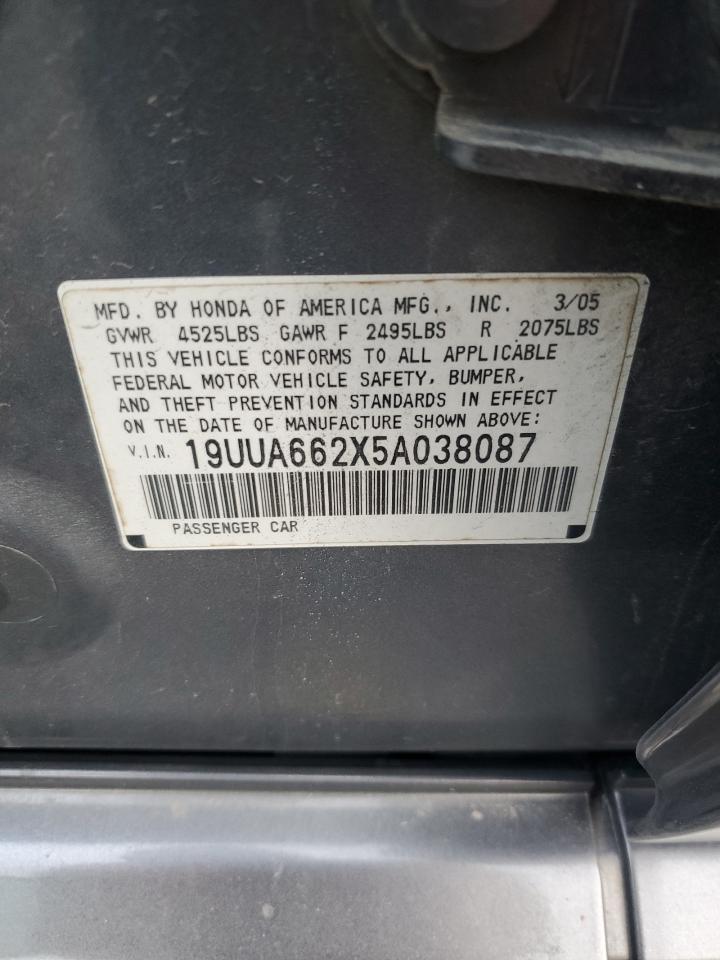 MFD. BY HONDA OF AMERICA MFG., INC. 3/05
GVWR 4525LBS GAWR F 2495LBS R 2075LBS
THIS VEHICLE CONFORMS TO ALL APPLICABLE
FEDERAL MOTOR VEHICLE SAFETY, BUMPER,
AND THEFT PREVENTION STANDARDS IN EFFECT
ON THE DATE OF MANUFACTURE SHOWN ABOVE:
V.I.N. 19UUA662X5A038087
PASSENGER CAR